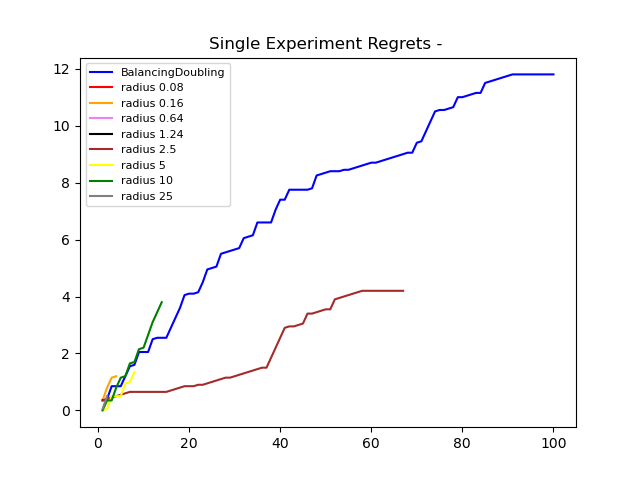 Single Experiment Regrets -
BalancingDoubling
radius 0.08
radius 0.16
radius 0.64
radius 1.24
radius 2.5
radius 5
radius 10
radius 25
12
10
8
6
4
2
0
0 20 40 60 80 100